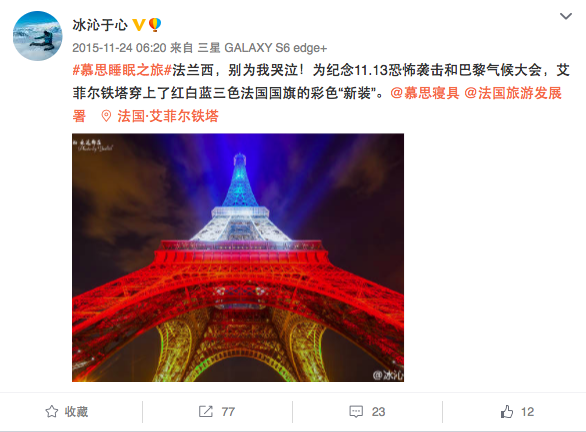 冰沁于心
2015-11-24 06:20 来自 三星 GALAXY S6 edge+
#慕思睡眠之旅#法兰西，别为我哭泣！为纪念11.13恐怖袭击和巴黎气候大会，艾
菲尔铁塔穿上了红白蓝三色法国国旗的彩色“新装”。@慕思寝具 @法国旅游发展
署 法国·艾菲尔铁塔
@冰沁
收藏 77 23 12